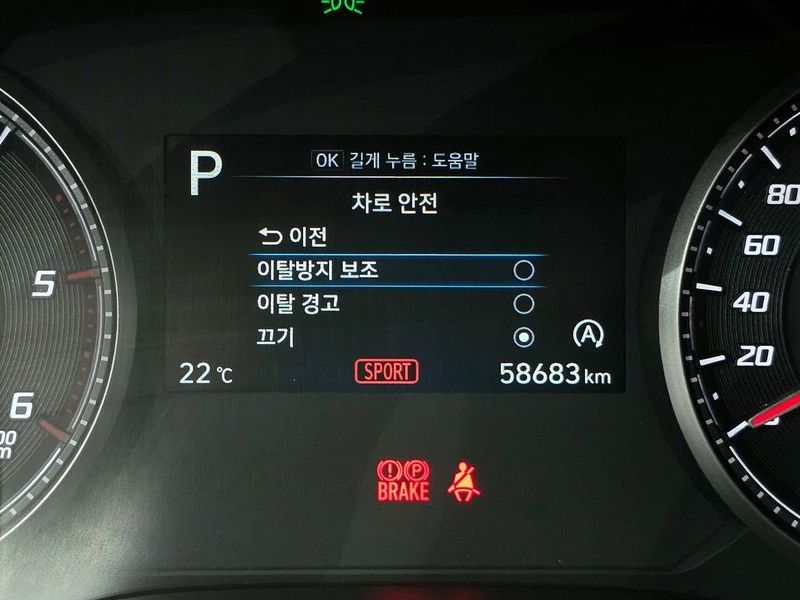 P
OK 길게 누름 : 도움말
차로 안전
이전
이탈방지 보조
이탈 경고
끄기
A
22℃
SPORT
58683 km
5
6
80
60
40
20
(!) (P)
BRAKE